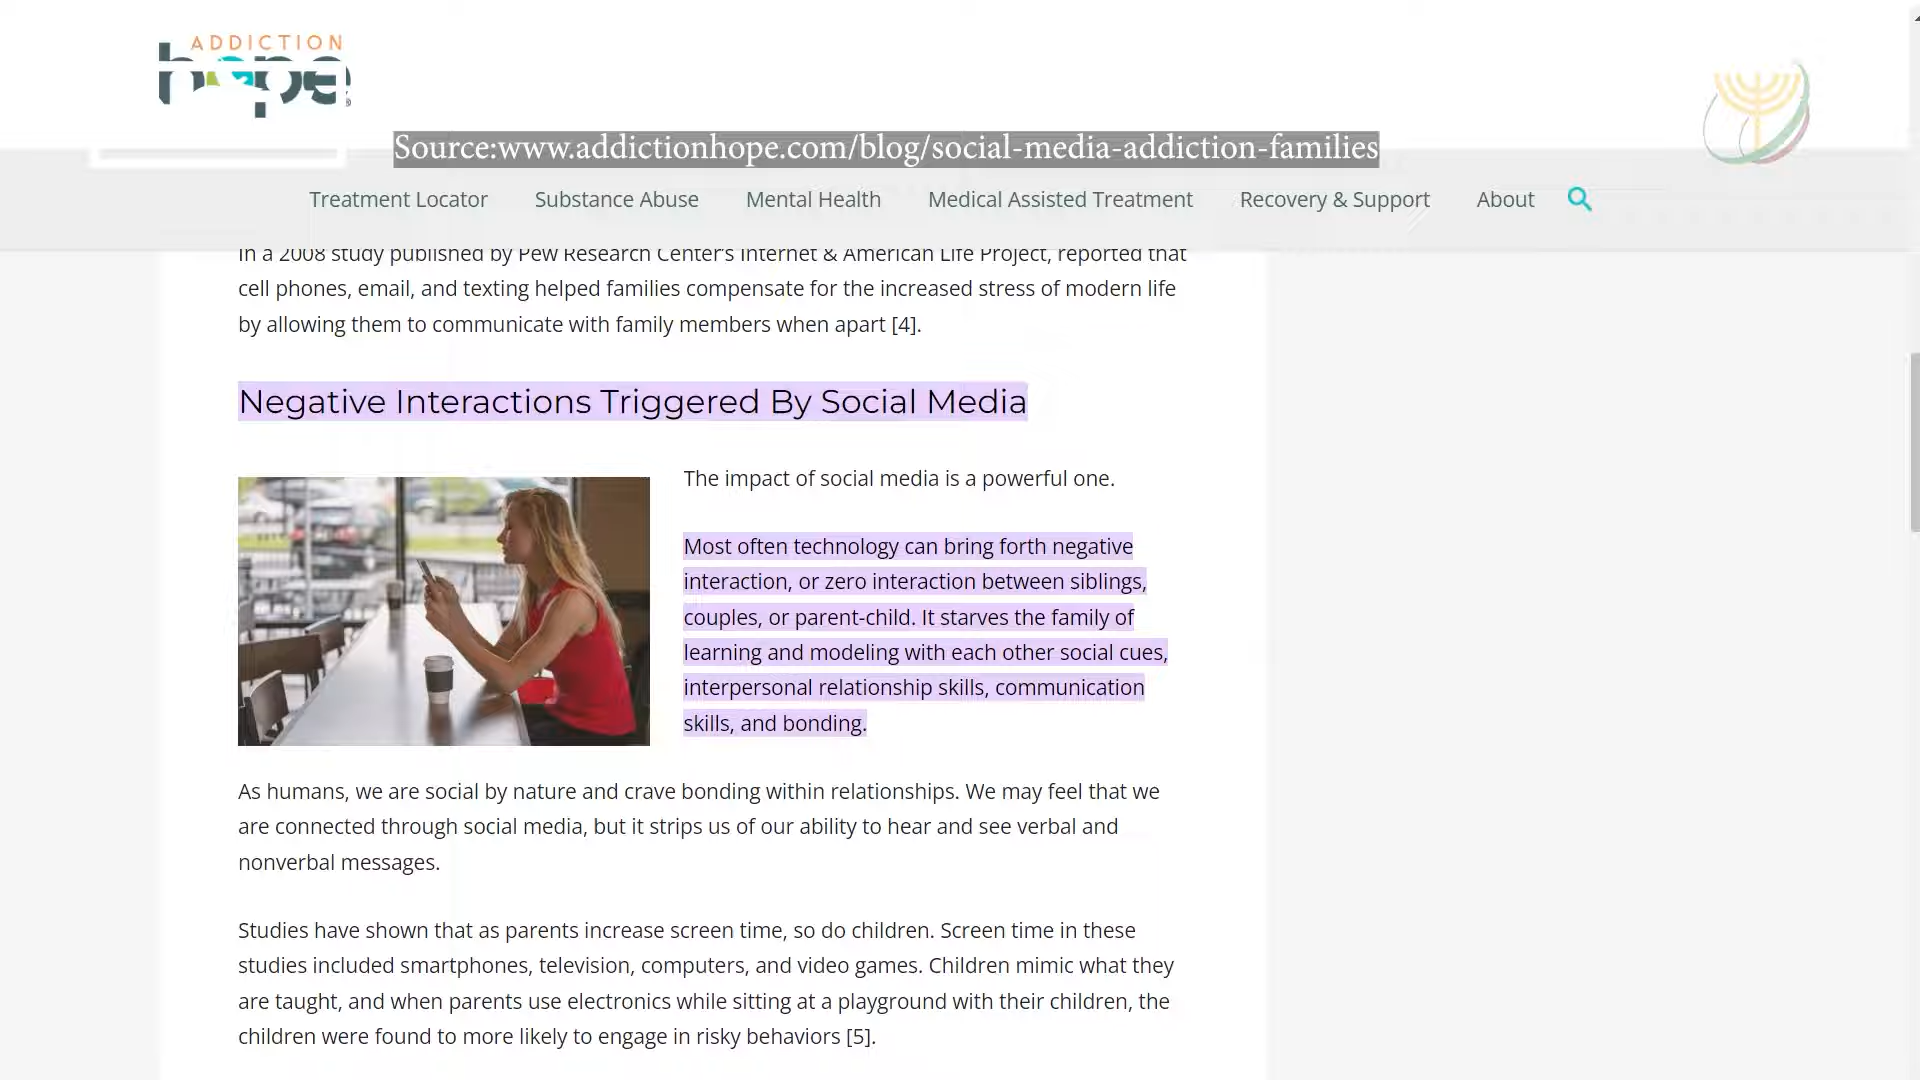 ADDICTION
hope
Source:www.addictionhope.com/blog/social-media-addiction-families
Treatment Locator Substance Abuse Mental Health Medical Assisted Treatment Recovery & Support About
In a 2008 study published by Pew Research Center's Internet & American Life Project, reported that
cell phones, email, and texting helped families compensate for the increased stress of modern life
by allowing them to communicate with family members when apart [4].
Negative Interactions Triggered By Social Media
The impact of social media is a powerful one.
Most often technology can bring forth negative
interaction, or zero interaction between siblings,
couples, or parent-child. It starves the family of
learning and modeling with each other social cues,
interpersonal relationship skills, communication
skills, and bonding.
As humans, we are social by nature and crave bonding within relationships. We may feel that we
are connected through social media, but it strips us of our ability to hear and see verbal and
nonverbal messages.
Studies have shown that as parents increase screen time, so do children. Screen time in these
studies included smartphones, television, computers, and video games. Children mimic what they
are taught, and when parents use electronics while sitting at a playground with their children, the
children were found to more likely to engage in risky behaviors [5].